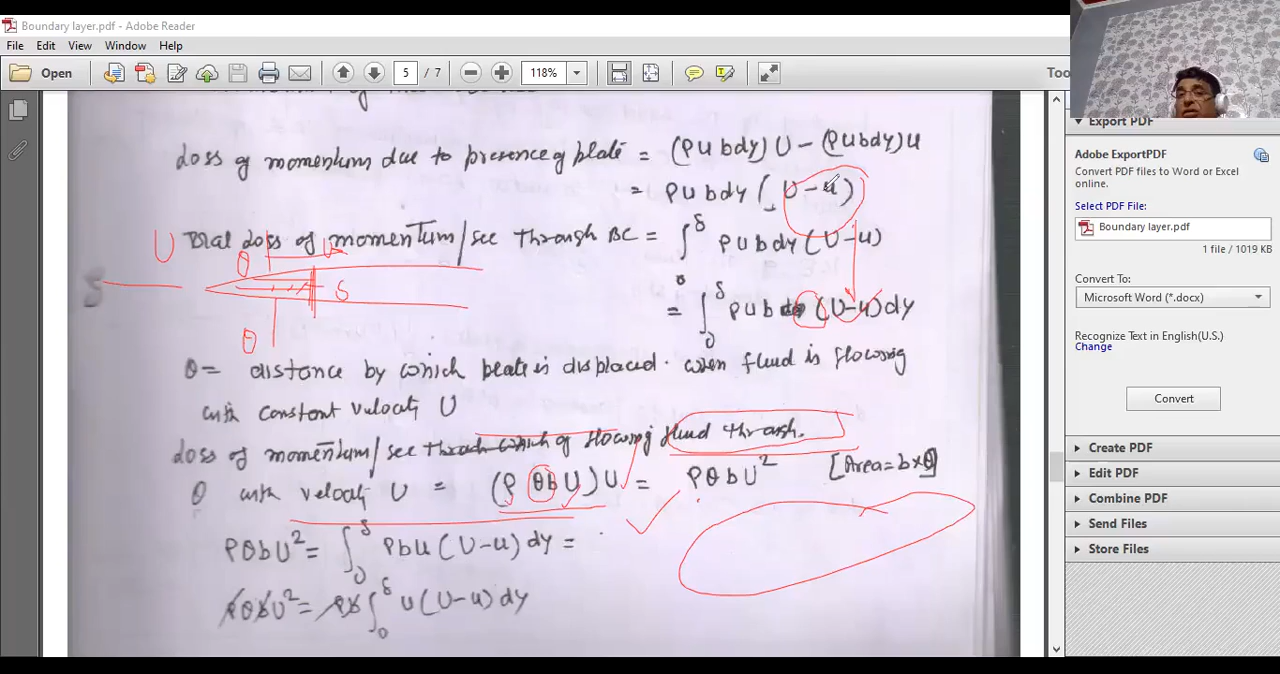 Boundary layer.pdf - Adobe Reader
File Edit View Window Help
Open 5 / 7 118% Too
loss of momentum due to presence of plate = (ρubdy)U - (ρubdy)u
= ρubdy (U-u)
U Total loss of momentum/sec through BC = ∫₀^δ ρubdy(U-u)
= ∫₀^δ ρub (U-u)dy
θ
δ
θ
θ = distance by which plate is displaced. when fluid is flowing
with constant velocity U
loss of momentum/sec of flowing fluid through
θ with velocity U = (ρθbU)U = ρθbU² [Area=b×θ]
ρθbU² = ∫₀^δ ρbu(U-u)dy =
ρθbU² = ρb∫₀^δ u(U-u)dy
Export PDF
Adobe ExportPDF
Convert PDF files to Word or Excel
online.
Select PDF File:
Boundary layer.pdf
1 file / 1019 KB
Convert To:
Microsoft Word (*.docx)
Recognize Text in English(U.S.)
Change
Convert
Create PDF
Edit PDF
Combine PDF
Send Files
Store Files